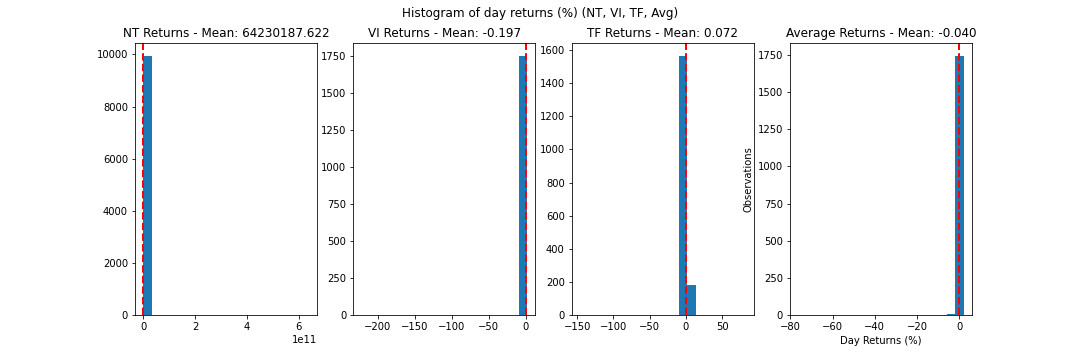 Histogram of day returns (%) (NT, VI, TF, Avg)
NT Returns - Mean: 64230187.622
10000
8000
6000
4000
2000
0
0 2 4 6
1e11
VI Returns - Mean: -0.197
1750
1500
1250
1000
750
500
250
0
−200 −150 −100 −50 0
TF Returns - Mean: 0.072
1600
1400
1200
1000
800
600
400
200
0
−150 −100 −50 0 50
Average Returns - Mean: -0.040
Observations
1750
1500
1250
1000
750
500
250
0
−80 −60 −40 −20 0
Day Returns (%)